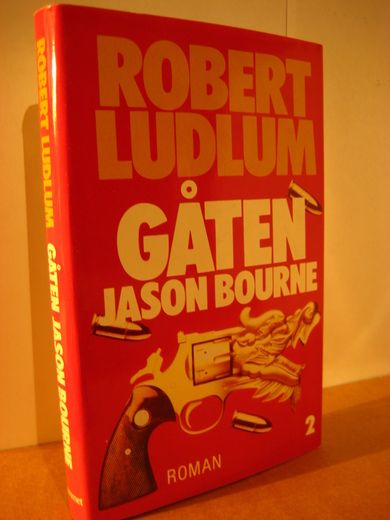 ROBERT
LUDLUM
GÅTEN
JASON BOURNE
2
ROMAN
ROBERT LUDLUM GÅTEN JASON BOURNE